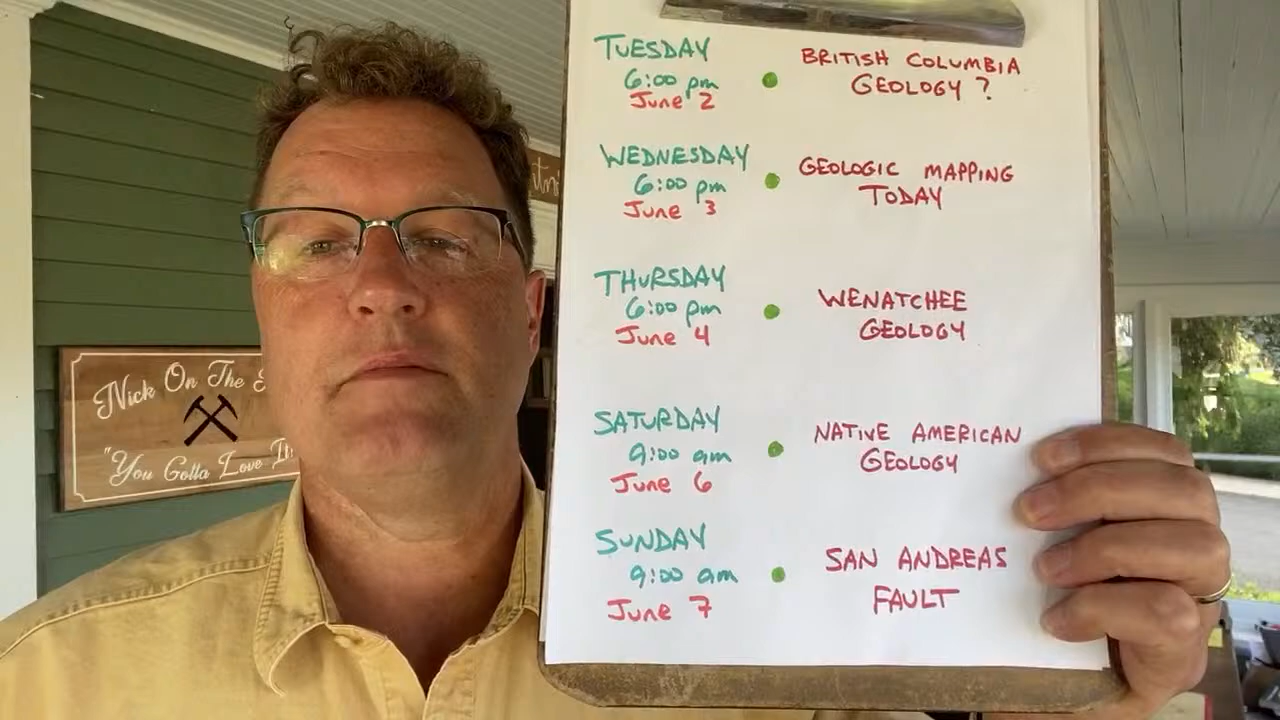 TUESDAY
6:00 pm
June 2
BRITISH COLUMBIA
GEOLOGY ?
WEDNESDAY
6:00 pm
June 3
GEOLOGIC MAPPING
TODAY
THURSDAY
6:00 pm
June 4
WENATCHEE
GEOLOGY
SATURDAY
9:00 am
June 6
NATIVE AMERICAN
GEOLOGY
SUNDAY
9:00 am
June 7
SAN ANDREAS
FAULT
Nick On The
"You Gotta Love